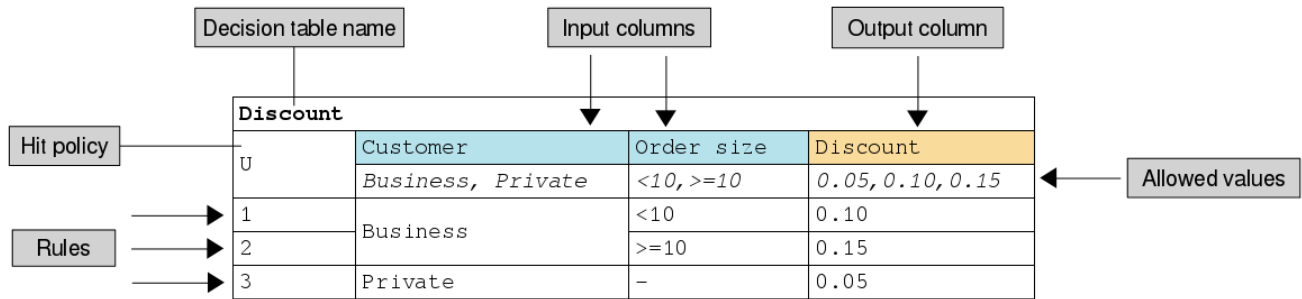 Decision table name
Input columns
Output column
Discount
Hit policy
U
Customer
Order size
Discount
Business, Private
<10,>=10
0.05,0.10,0.15
Allowed values
Rules
1
Business
<10
0.10
2
>=10
0.15
3
Private
-
0.05